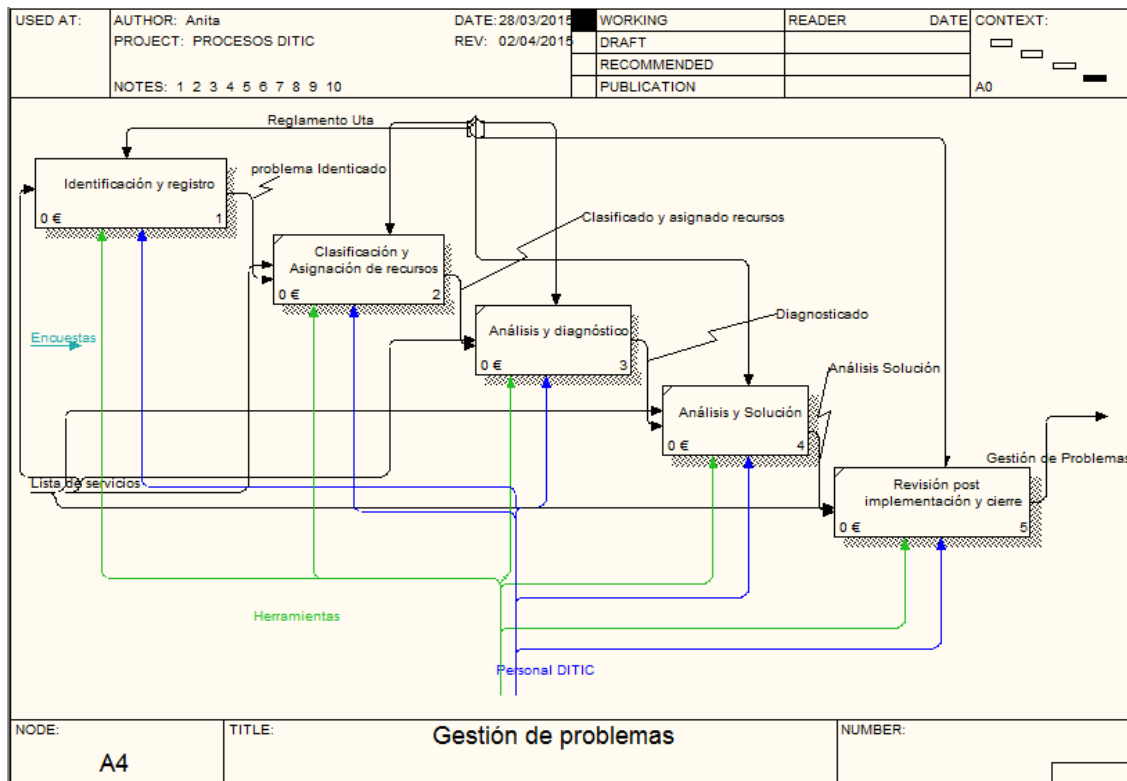 USED AT:
AUTHOR: Anita
DATE: 28/03/2015
PROJECT: PROCESOS DITIC
REV: 02/04/2015
NOTES: 1 2 3 4 5 6 7 8 9 10
WORKING
DRAFT
RECOMMENDED
PUBLICATION
READER DATE
CONTEXT:
A0
Reglamento Uta
Identificación y registro
0 € 1
problema Identicado
Clasificación y
Asignación de recursos
0 € 2
Clasificado y asignado recursos
Encuestas
Análisis y diagnóstico
0 € 3
Diagnosticado
Análisis y Solución
0 € 4
Análisis Solución
Lista de servicios
Gestión de Problemas
Revisión post
implementación y cierre
0 € 5
Herramientas
Personal DITIC
NODE:
A4
TITLE:
Gestión de problemas
NUMBER: